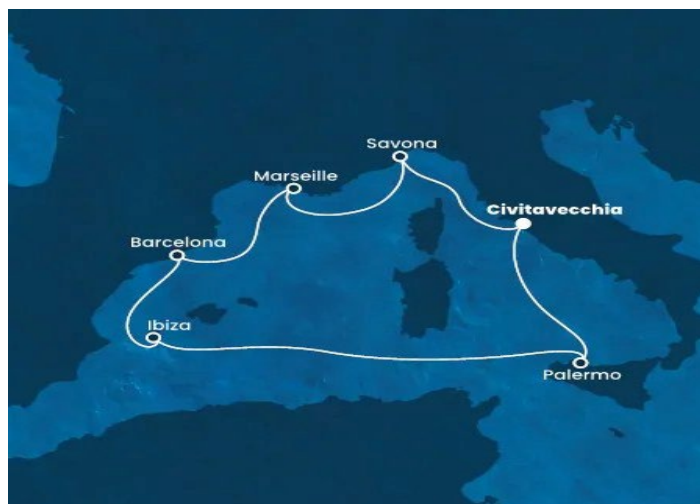 Savona
Marseille
Civitavecchia
Barcelona
Ibiza
Palermo